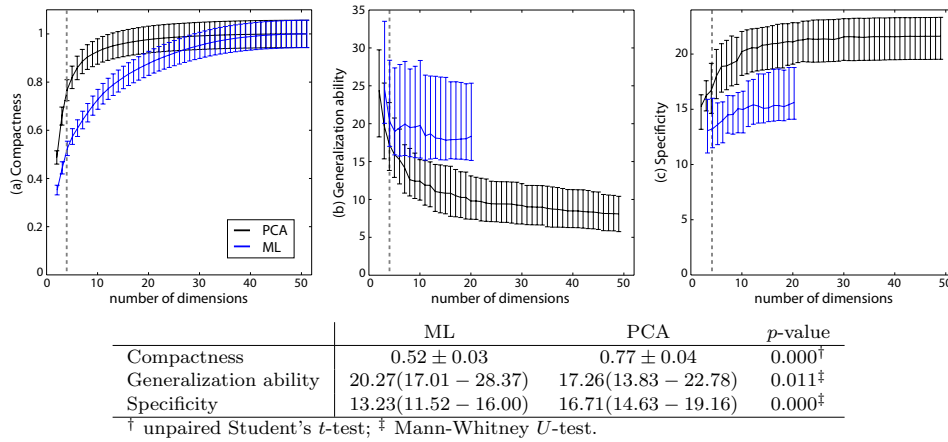 (a) Compactness
1
0.8
0.6
0.4
0.2
0
0 10 20 30 40 50
number of dimensions
PCA
ML
(b) Generalization ability
35
30
25
20
15
10
5
0
0 10 20 30 40 50
number of dimensions
(c) Specificity
20
15
10
5
0
0 10 20 30 40 50
number of dimensions
ML PCA p-value
Compactness 0.52 ± 0.03 0.77 ± 0.04 0.000†
Generalization ability 20.27(17.01 − 28.37) 17.26(13.83 − 22.78) 0.011‡
Specificity 13.23(11.52 − 16.00) 16.71(14.63 − 19.16) 0.000‡
† unpaired Student's t-test; ‡ Mann-Whitney U-test.